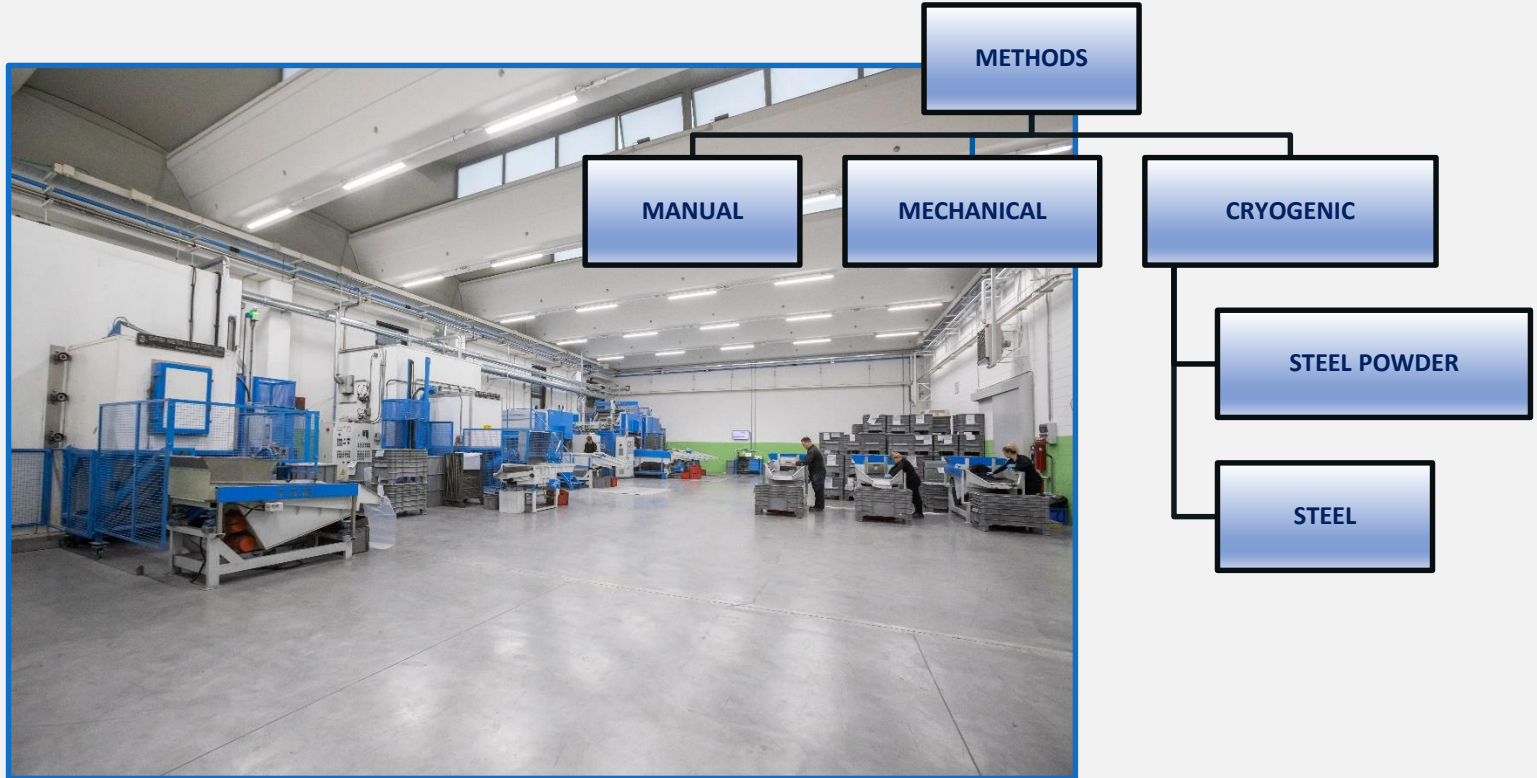 METHODS
MANUAL
MECHANICAL
CRYOGENIC
STEEL POWDER
STEEL